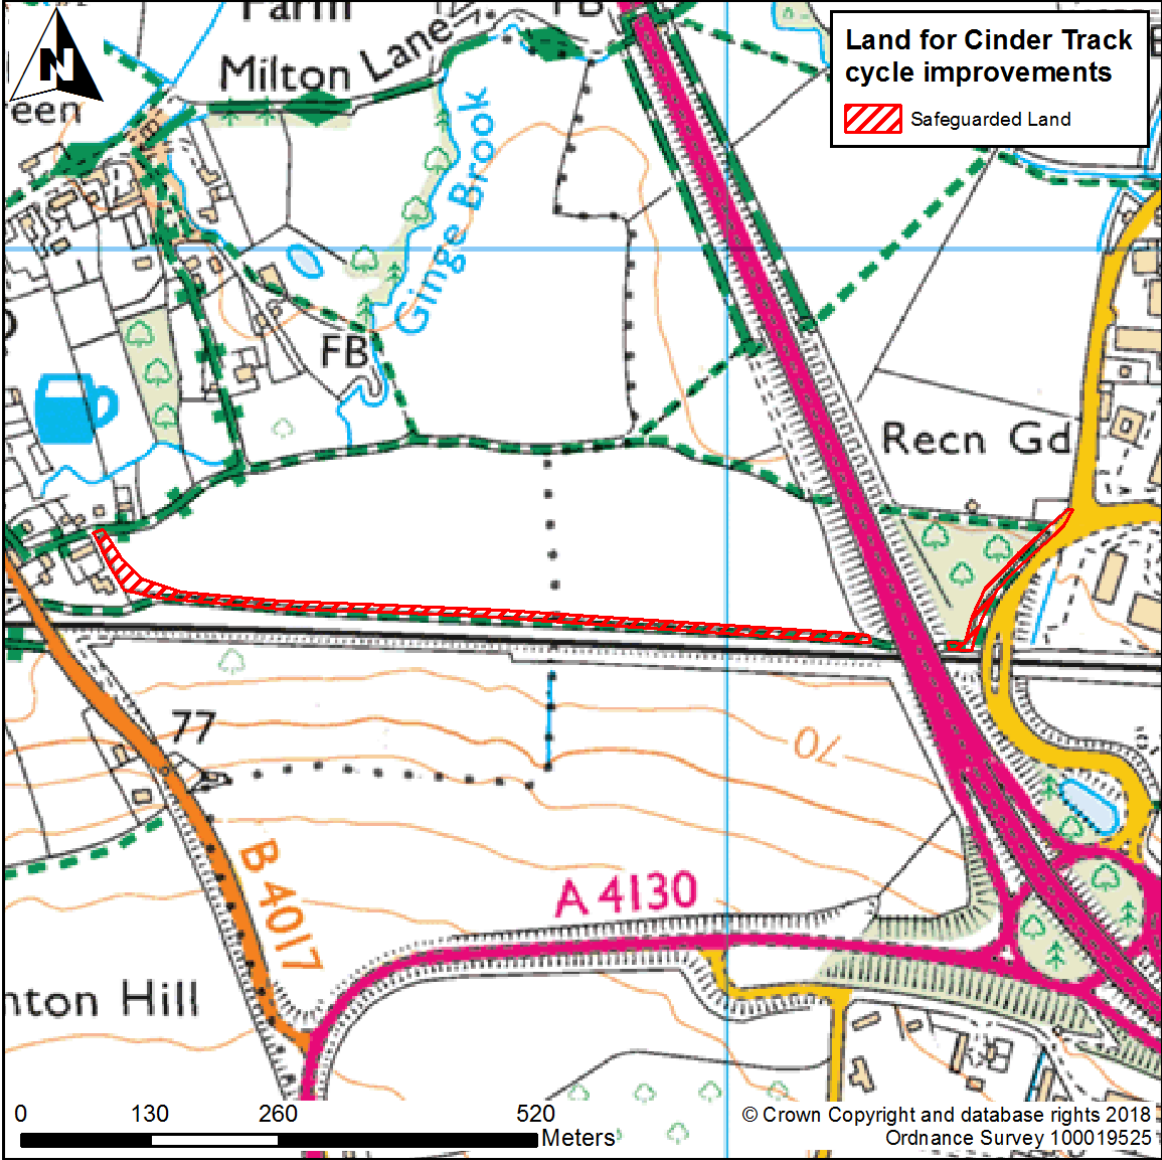 Farm
FB
Land for Cinder Track
cycle improvements
Safeguarded Land
N
Milton Lane
een
Ginge Brook
FB
Recn Gd
77
70
B 4017
A 4130
nton Hill
0 130 260 520
Meters
© Crown Copyright and database rights 2018
Ordnance Survey 100019525